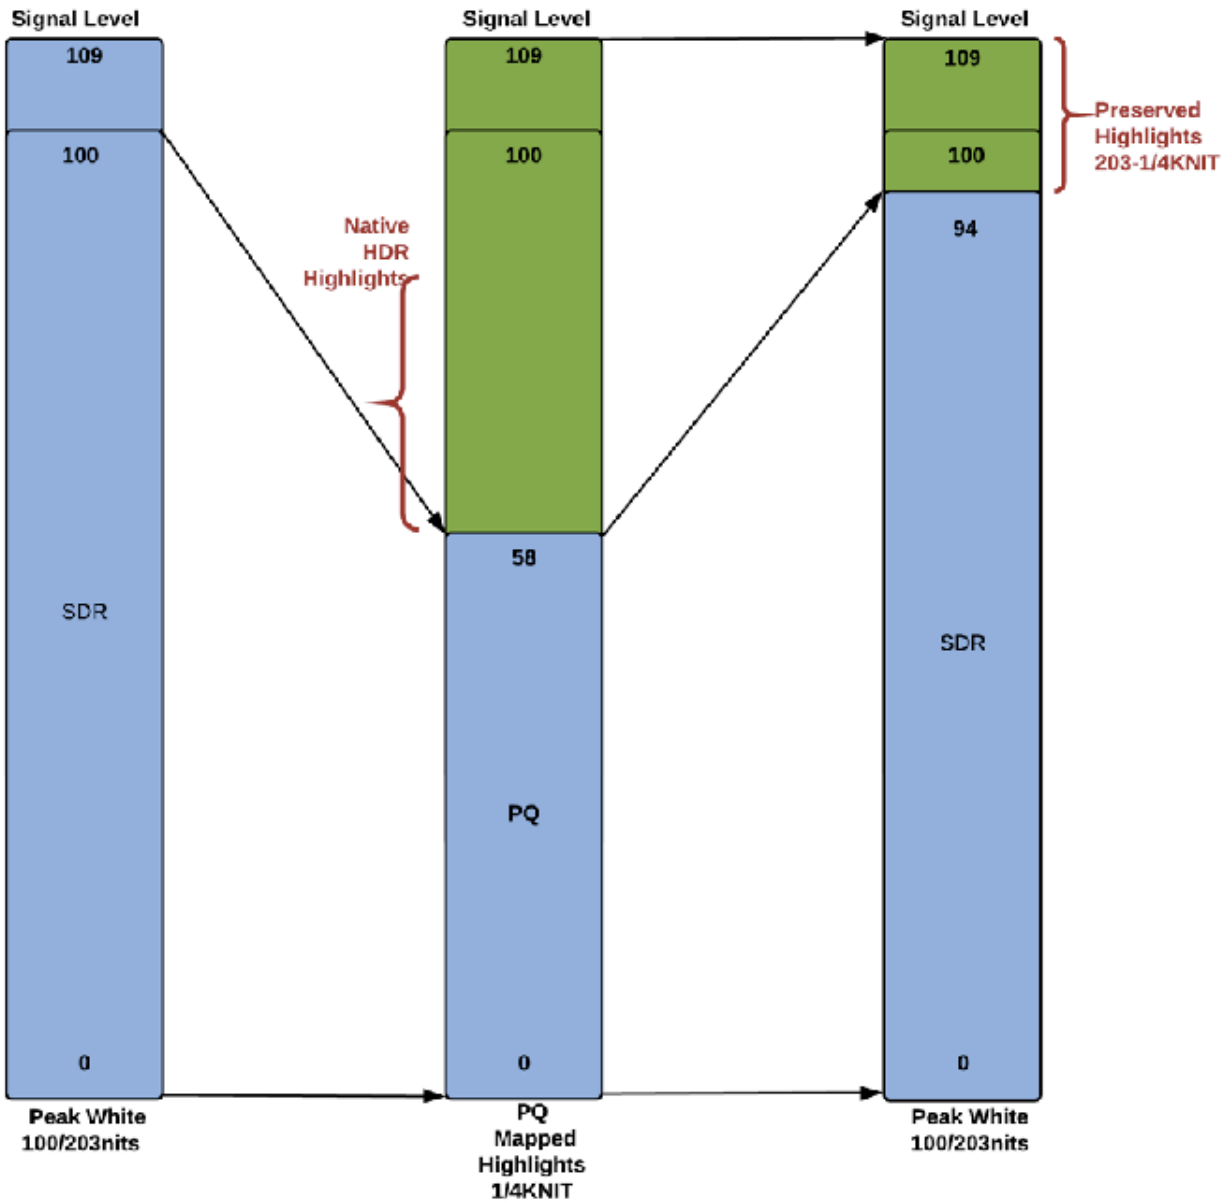 Signal Level
109
100
SDR
0
Peak White
100/203nits
Native
HDR
Highlights
Signal Level
109
100
58
PQ
0
PQ
Mapped
Highlights
1/4KNIT
Signal Level
109
100
94
SDR
0
Peak White
100/203nits
Preserved
Highlights
203-1/4KNIT